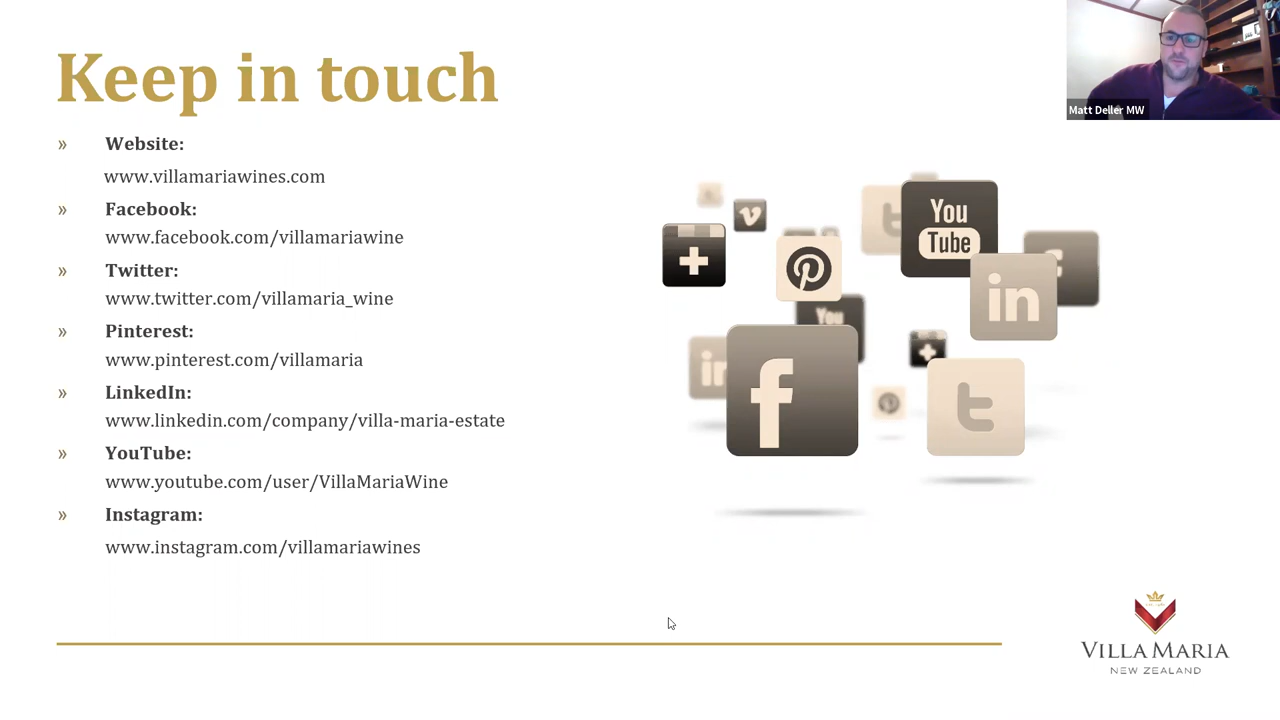 Keep in touch
Matt Deller MW
» Website:
www.villamariawines.com
» Facebook:
www.facebook.com/villamariawine
» Twitter:
www.twitter.com/villamaria_wine
» Pinterest:
www.pinterest.com/villamaria
» LinkedIn:
www.linkedin.com/company/villa-maria-estate
» YouTube:
www.youtube.com/user/VillaMariaWine
» Instagram:
www.instagram.com/villamariawines
You
Tube
in
You
in
f
t
t
VILLA MARIA
NEW ZEALAND